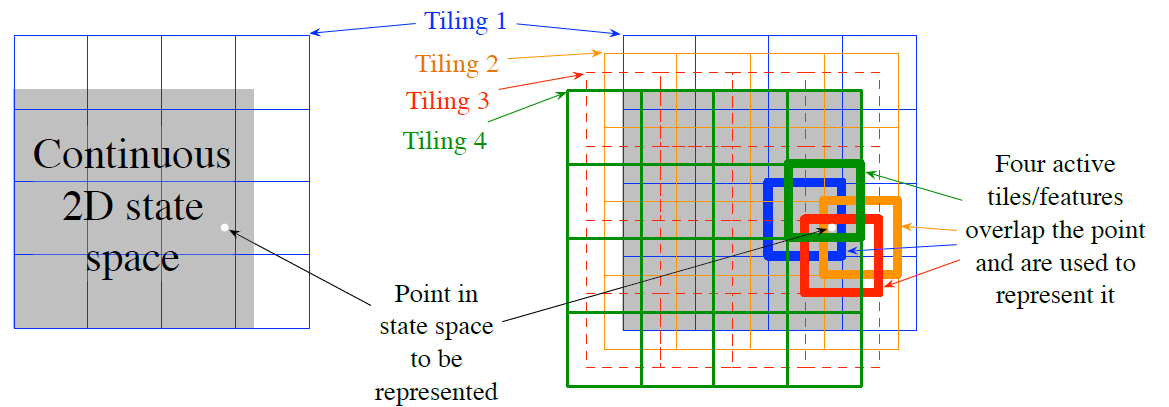 Tiling 1
Tiling 2
Tiling 3
Tiling 4
Continuous
2D state
space
Point in
state space
to be
represented
Four active
tiles/features
overlap the point
and are used to
represent it